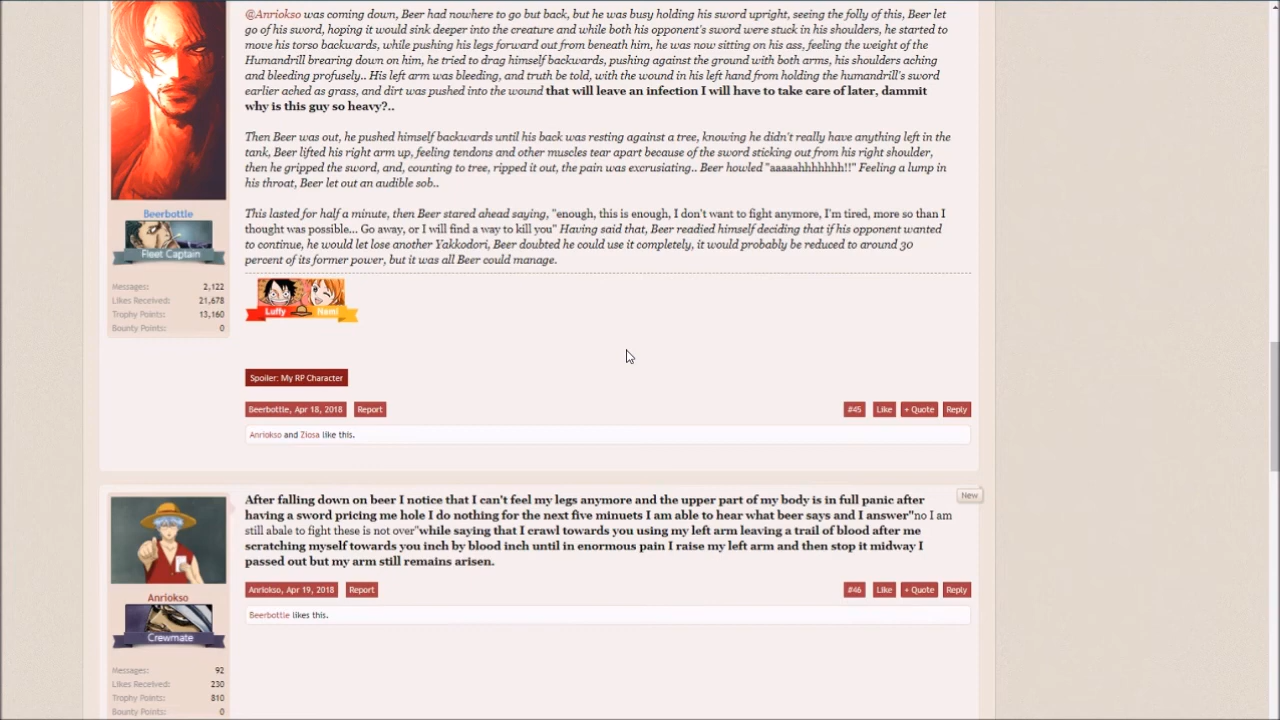 @Anriokso was coming down, Beer had nowhere to go but back, but he was busy holding his sword upright, seeing the folly of this, Beer let
go of his sword, hoping it would sink deeper into the creature and while both his opponent's sword were stuck in his shoulders, he started to
move his torso backwards, while pushing his legs forward out from beneath him, he was now sitting on his ass, feeling the weight of the
Humandrill brearing down on him, he tried to drag himself backwards, pushing against the ground with both arms, his shoulders aching
and bleeding profusely.. His left arm was bleeding, and truth be told, with the wound in his left hand from holding the humandrill's sword
earlier ached as grass, and dirt was pushed into the wound that will leave an infection I will have to take care of later, dammit
why is this guy so heavy?..
Then Beer was out, he pushed himself backwards until his back was resting against a tree, knowing he didn't really have anything left in the
tank, Beer lifted his right arm up, feeling tendons and other muscles tear apart because of the sword sticking out from his right shoulder,
then he gripped the sword, and, counting to tree, ripped it out, the pain was excrusiating.. Beer howled "aaaaahhhhhhh!!" Feeling a lump in
his throat, Beer let out an audible sob..
This lasted for half a minute, then Beer stared ahead saying, "enough, this is enough, I don't want to fight anymore, I'm tired, more so than I
thought was possible... Go away, or I will find a way to kill you" Having said that, Beer readied himself deciding that if his opponent wanted
to continue, he would let lose another Yakkodori, Beer doubted he could use it completely, it would probably be reduced to around 30
percent of its former power, but it was all Beer could manage.
Beerbottle
Fleet Captain
Messages: 2,122
Likes Received: 21,678
Trophy Points: 13,160
Bounty Points: 0
Luffy Nami
Spoiler: My RP Character
Beerbottle, Apr 18, 2018 Report #45 Like + Quote Reply
Anriokso and Ziosa like this.
New
After falling down on beer I notice that I can't feel my legs anymore and the upper part of my body is in full panic after
having a sword pricing me hole I do nothing for the next five minuets I am able to hear what beer says and I answer"no I am
still abale to fight these is not over"while saying that I crawl towards you using my left arm leaving a trail of blood after me
scratching myself towards you inch by blood inch until in enormous pain I raise my left arm and then stop it midway I
passed out but my arm still remains arisen.
Anriokso, Apr 19, 2018 Report #46 Like + Quote Reply
Beerbottle likes this.
Anriokso
Crewmate
Messages: 92
Likes Received: 230
Trophy Points: 810
Bounty Points: 0